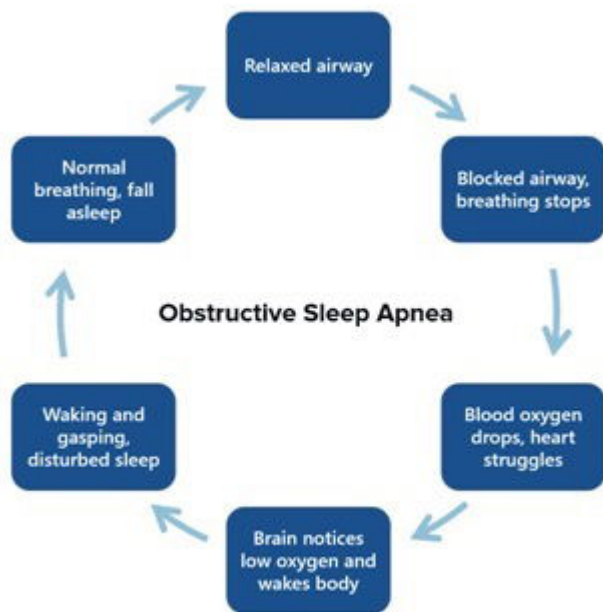 Relaxed airway
Blocked airway,
breathing stops
Blood oxygen
drops, heart
struggles
Brain notices
low oxygen and
wakes body
Waking and
gasping,
disturbed sleep
Normal
breathing, fall
asleep
Obstructive Sleep Apnea